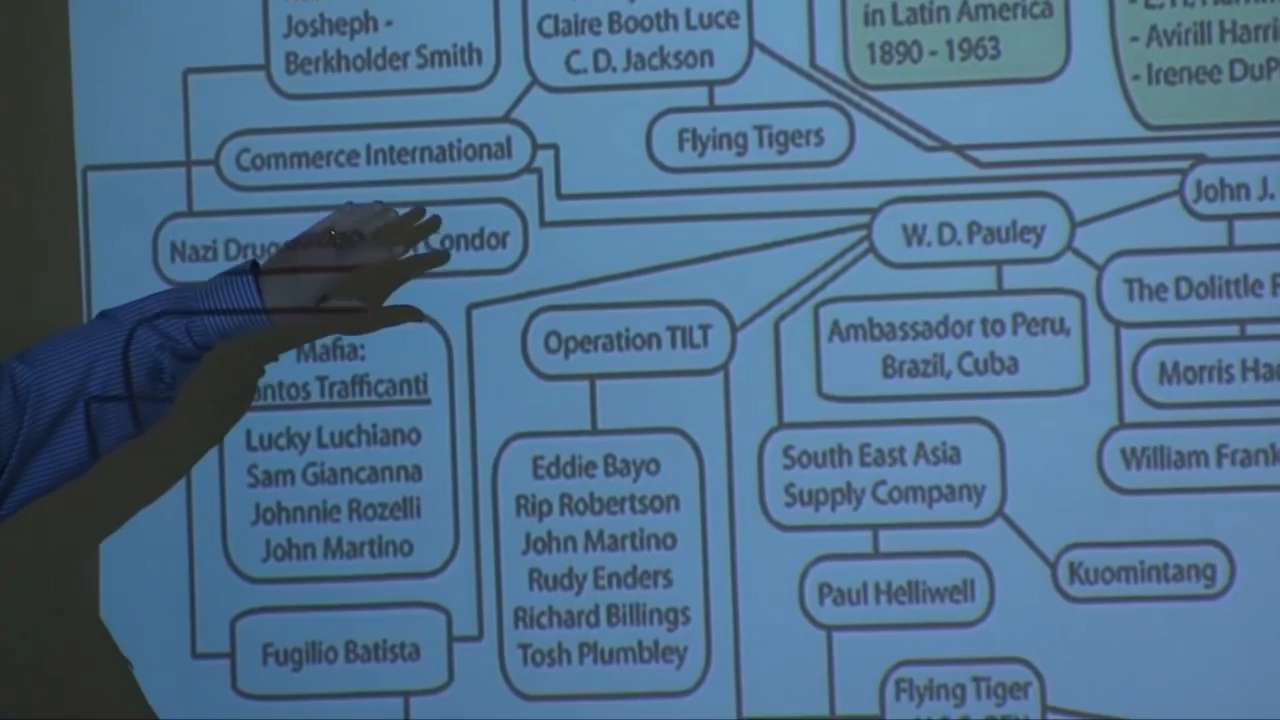 Joshep -
Berkholder Smith
Claire Booth Luce
C. D. Jackson
in Latin America
1890 - 1963
- Avirill Harri
- Irenee DuP
Commerce International
Flying Tigers
John J.
Nazi Drug
Condor
W. D. Pauley
The Dolittle
Operation TILT
Ambassador to Peru,
Brazil, Cuba
Morris Ha
Mafia:
ntos Trafficanti
Lucky Luchiano
Sam Giancanna
Johnnie Rozelli
John Martino
Eddie Bayo
Rip Robertson
John Martino
Rudy Enders
Richard Billings
Tosh Plumbley
South East Asia
Supply Company
William Frank
Kuomintang
Paul Helliwell
Fugilio Batista
Flying Tiger